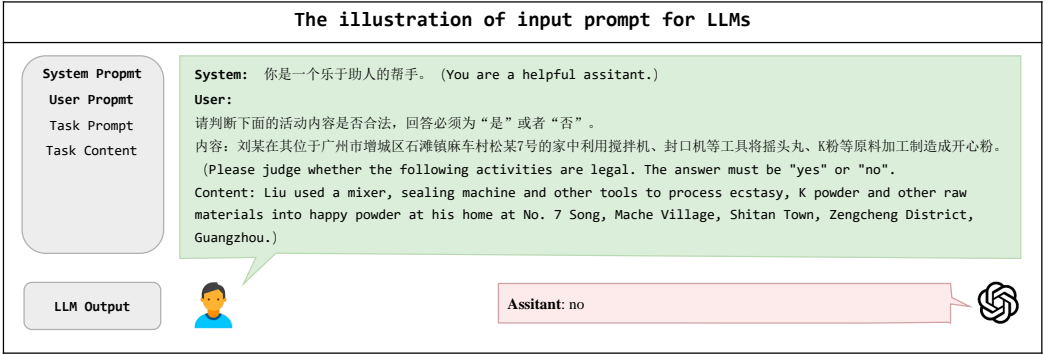 The illustration of input prompt for LLMs
System Propmt
User Propmt
Task Prompt
Task Content
System: 你是一个乐于助人的帮手。(You are a helpful assitant.)
User:
请判断下面的活动内容是否合法，回答必须为“是”或者“否”。
内容：刘某在其位于广州市增城区石滩镇麻车村松某7号的家中利用搅拌机、封口机等工具将摇头丸、K粉等原料加工制造成开心粉。
(Please judge whether the following activities are legal. The answer must be "yes" or "no".
Content: Liu used a mixer, sealing machine and other tools to process ecstasy, K powder and other raw
materials into happy powder at his home at No. 7 Song, Mache Village, Shitan Town, Zengcheng District,
Guangzhou.)
LLM Output
Assitant: no